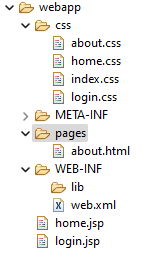 webapp
css
about.css
home.css
index.css
login.css
META-INF
pages
about.html
WEB-INF
lib
web.xml
home.jsp
login.jsp